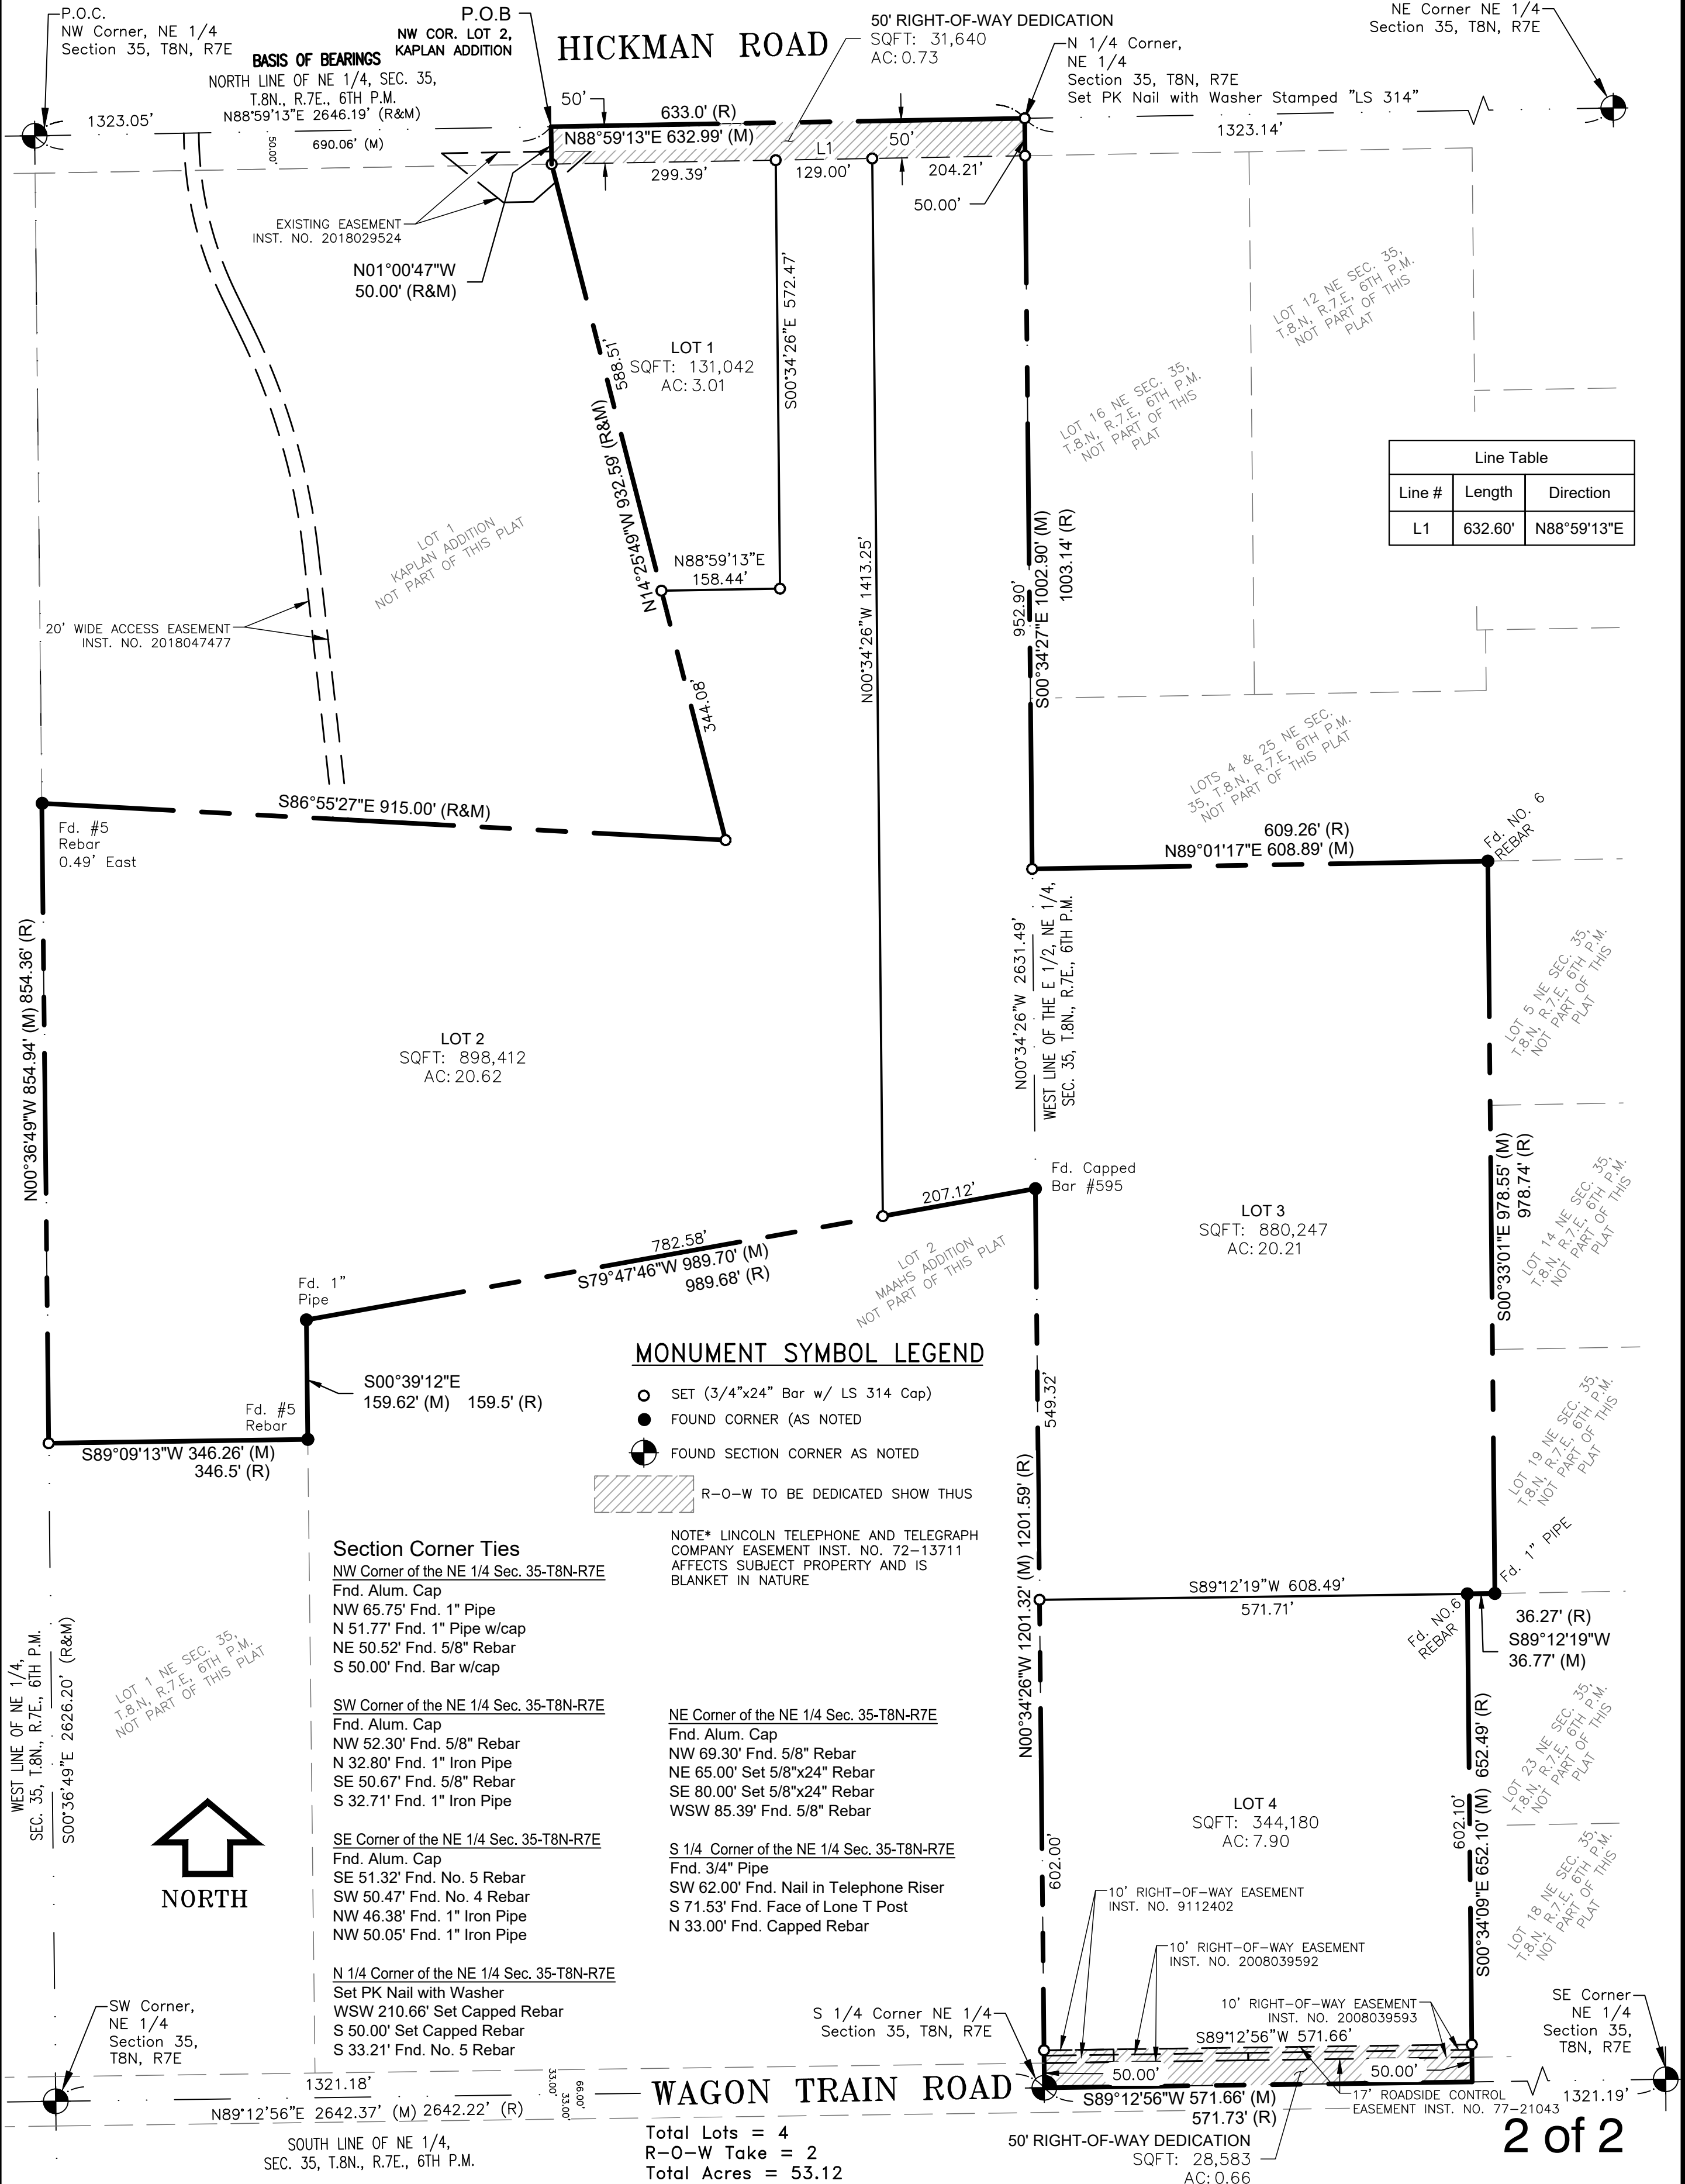 P.O.C.
NW Corner, NE 1/4
Section 35, T8N, R7E
BASIS OF BEARINGS
NORTH LINE OF NE 1/4, SEC. 35,
T.8N., R.7E., 6TH P.M.
N88°59'13"E 2646.19' (R&M)
1323.05'
690.06' (M)
50.00'
P.O.B
NW COR. LOT 2,
KAPLAN ADDITION
HICKMAN ROAD
50' RIGHT-OF-WAY DEDICATION
SQFT: 31,640
AC: 0.73
N 1/4 Corner,
NE 1/4
Section 35, T8N, R7E
Set PK Nail with Washer Stamped "LS 314"
NE Corner NE 1/4
Section 35, T8N, R7E
1323.14'
50'
633.0' (R)
N88°59'13"E 632.99' (M)
L1
50'
299.39'
129.00'
204.21'
50.00'
EXISTING EASEMENT
INST. NO. 2018029524
N01°00'47"W
50.00' (R&M)
LOT 1
SQFT: 131,042
AC: 3.01
S00°34'26"E 572.47'
588.51'
N14°25'49"W 932.59' (R&M)
N88°59'13"E
158.44'
344.08'
N00°34'26"W 1413.25'
952.90'
S00°34'27"E 1002.90' (M)
1003.14' (R)
LOT 12 NE SEC. 35,
T.8.N, R.7.E, 6TH P.M.
NOT PART OF THIS
PLAT
LOT 16 NE SEC. 35,
T.8.N, R.7.E, 6TH P.M.
NOT PART OF THIS
PLAT
Line Table
Line # Length Direction
L1 632.60' N88°59'13"E
LOT 1
KAPLAN ADDITION
NOT PART OF THIS PLAT
20' WIDE ACCESS EASEMENT
INST. NO. 2018047477
LOTS 4 & 25 NE SEC.
35, T.8.N, R.7.E, 6TH P.M.
NOT PART OF THIS PLAT
S86°55'27"E 915.00' (R&M)
Fd. #5
Rebar
0.49' East
609.26' (R)
N89°01'17"E 608.89' (M)
Fd. NO. 6
REBAR
N00°36'49"W 854.94' (M) 854.36' (R)
N00°34'26"W 2631.49'
WEST LINE OF THE E 1/2, NE 1/4,
SEC. 35, T.8N., R.7E., 6TH P.M.
LOT 5 NE SEC. 35,
T.8.N, R.7.E, 6TH P.M.
NOT PART OF THIS
PLAT
LOT 2
SQFT: 898,412
AC: 20.62
Fd. Capped
Bar #595
207.12'
LOT 3
SQFT: 880,247
AC: 20.21
S00°33'01"E 978.55' (M)
978.74' (R)
LOT 14 NE SEC. 35,
T.8.N, R.7.E, 6TH P.M.
NOT PART OF THIS
PLAT
782.58'
S79°47'46"W 989.70' (M)
989.68' (R)
LOT 2
MAAHS ADDITION
NOT PART OF THIS PLAT
Fd. 1"
Pipe
S00°39'12"E
159.62' (M) 159.5' (R)
Fd. #5
Rebar
S89°09'13"W 346.26' (M)
346.5' (R)
MONUMENT SYMBOL LEGEND
SET (3/4"x24" Bar w/ LS 314 Cap)
FOUND CORNER (AS NOTED
FOUND SECTION CORNER AS NOTED
R-O-W TO BE DEDICATED SHOW THUS
NOTE* LINCOLN TELEPHONE AND TELEGRAPH
COMPANY EASEMENT INST. NO. 72-13711
AFFECTS SUBJECT PROPERTY AND IS
BLANKET IN NATURE
549.32'
N00°34'26"W 1201.32' (M) 1201.59' (R)
LOT 19 NE SEC. 35,
T.8.N, R.7.E, 6TH P.M.
NOT PART OF THIS
PLAT
Fd. 1" PIPE
S89°12'19"W 608.49'
571.71'
Fd. NO.6
REBAR
36.27' (R)
S89°12'19"W
36.77' (M)
Section Corner Ties
NW Corner of the NE 1/4 Sec. 35-T8N-R7E
Fnd. Alum. Cap
NW 65.75' Fnd. 1" Pipe
N 51.77' Fnd. 1" Pipe w/cap
NE 50.52' Fnd. 5/8" Rebar
S 50.00' Fnd. Bar w/cap
SW Corner of the NE 1/4 Sec. 35-T8N-R7E
Fnd. Alum. Cap
NW 52.30' Fnd. 5/8" Rebar
N 32.80' Fnd. 1" Iron Pipe
SE 50.67' Fnd. 5/8" Rebar
S 32.71' Fnd. 1" Iron Pipe
SE Corner of the NE 1/4 Sec. 35-T8N-R7E
Fnd. Alum. Cap
SE 51.32' Fnd. No. 5 Rebar
SW 50.47' Fnd. No. 4 Rebar
NW 46.38' Fnd. 1" Iron Pipe
NW 50.05' Fnd. 1" Iron Pipe
N 1/4 Corner of the NE 1/4 Sec. 35-T8N-R7E
Set PK Nail with Washer
WSW 210.66' Set Capped Rebar
S 50.00' Set Capped Rebar
S 33.21' Fnd. No. 5 Rebar
NE Corner of the NE 1/4 Sec. 35-T8N-R7E
Fnd. Alum. Cap
NW 69.30' Fnd. 5/8" Rebar
NE 65.00' Set 5/8"x24" Rebar
SE 80.00' Set 5/8"x24" Rebar
WSW 85.39' Fnd. 5/8" Rebar
S 1/4 Corner of the NE 1/4 Sec. 35-T8N-R7E
Fnd. 3/4" Pipe
SW 62.00' Fnd. Nail in Telephone Riser
S 71.53' Fnd. Face of Lone T Post
N 33.00' Fnd. Capped Rebar
WEST LINE OF NE 1/4,
SEC. 35, T.8N., R.7E., 6TH P.M.
S00°36'49"E 2626.20' (R&M)
LOT 1 NE SEC. 35,
T.8.N, R.7.E, 6TH P.M.
NOT PART OF THIS PLAT
NORTH
LOT 4
SQFT: 344,180
AC: 7.90
602.00'
602.10'
S00°34'09"E 652.10' (M) 652.49' (R)
LOT 23 NE SEC. 35,
T.8.N, R.7.E, 6TH P.M.
NOT PART OF THIS
PLAT
LOT 18 NE SEC. 35,
T.8.N, R.7.E, 6TH P.M.
NOT PART OF THIS
PLAT
10' RIGHT-OF-WAY EASEMENT
INST. NO. 9112402
10' RIGHT-OF-WAY EASEMENT
INST. NO. 2008039592
10' RIGHT-OF-WAY EASEMENT
INST. NO. 2008039593
S89°12'56"W 571.66'
50.00'
50.00'
SW Corner,
NE 1/4
Section 35,
T8N, R7E
S 1/4 Corner NE 1/4
Section 35, T8N, R7E
SE Corner
NE 1/4
Section 35,
T8N, R7E
1321.18'
N89°12'56"E 2642.37' (M) 2642.22' (R)
33.00'
33.00'
66.00'
WAGON TRAIN ROAD
S89°12'56"W 571.66' (M)
571.73' (R)
17' ROADSIDE CONTROL
EASEMENT INST. NO. 77-21043
1321.19'
SOUTH LINE OF NE 1/4,
SEC. 35, T.8N., R.7E., 6TH P.M.
Total Lots = 4
R-O-W Take = 2
Total Acres = 53.12
50' RIGHT-OF-WAY DEDICATION
SQFT: 28,583
AC: 0.66
2 of 2